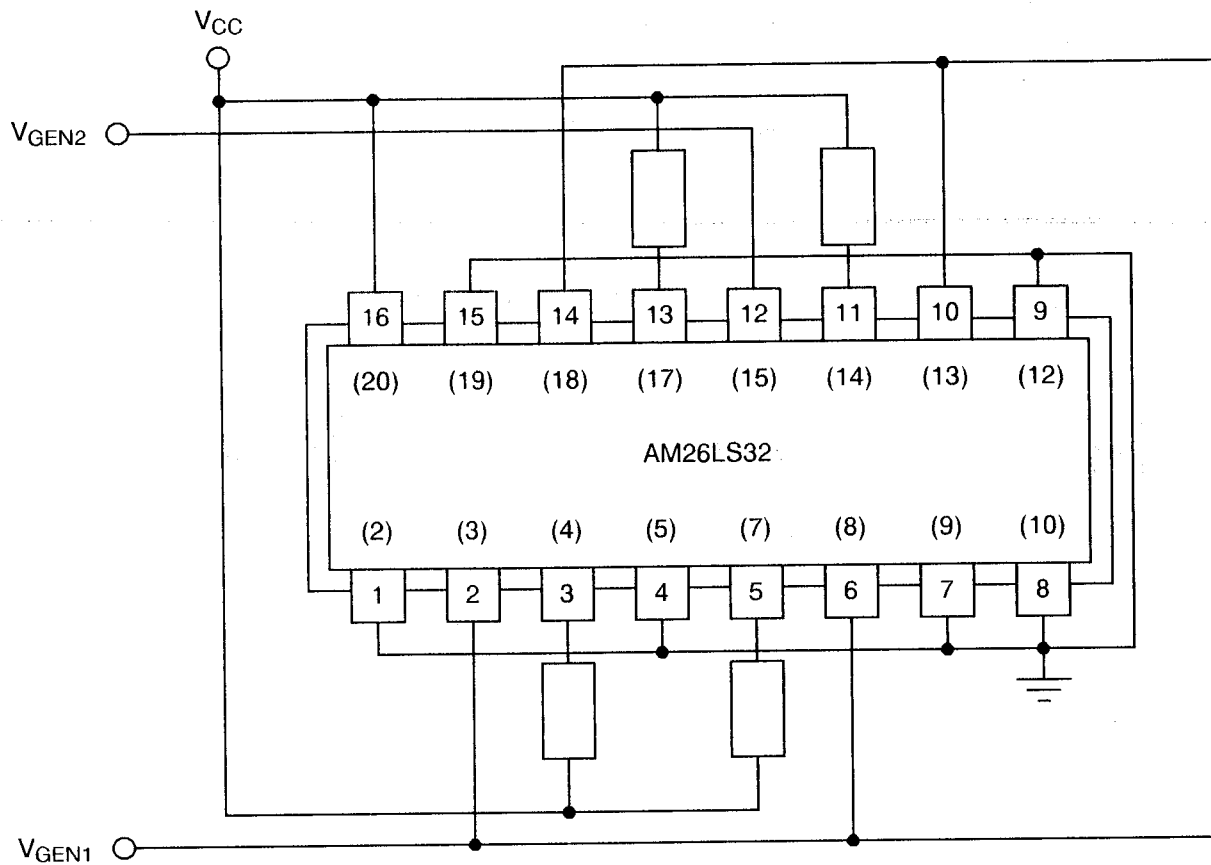 VCC
VGEN2
16 15 14 13 12 11 10 9
(20) (19) (18) (17) (15) (14) (13) (12)
AM26LS32
(2) (3) (4) (5) (7) (8) (9) (10)
1 2 3 4 5 6 7 8
VGEN1